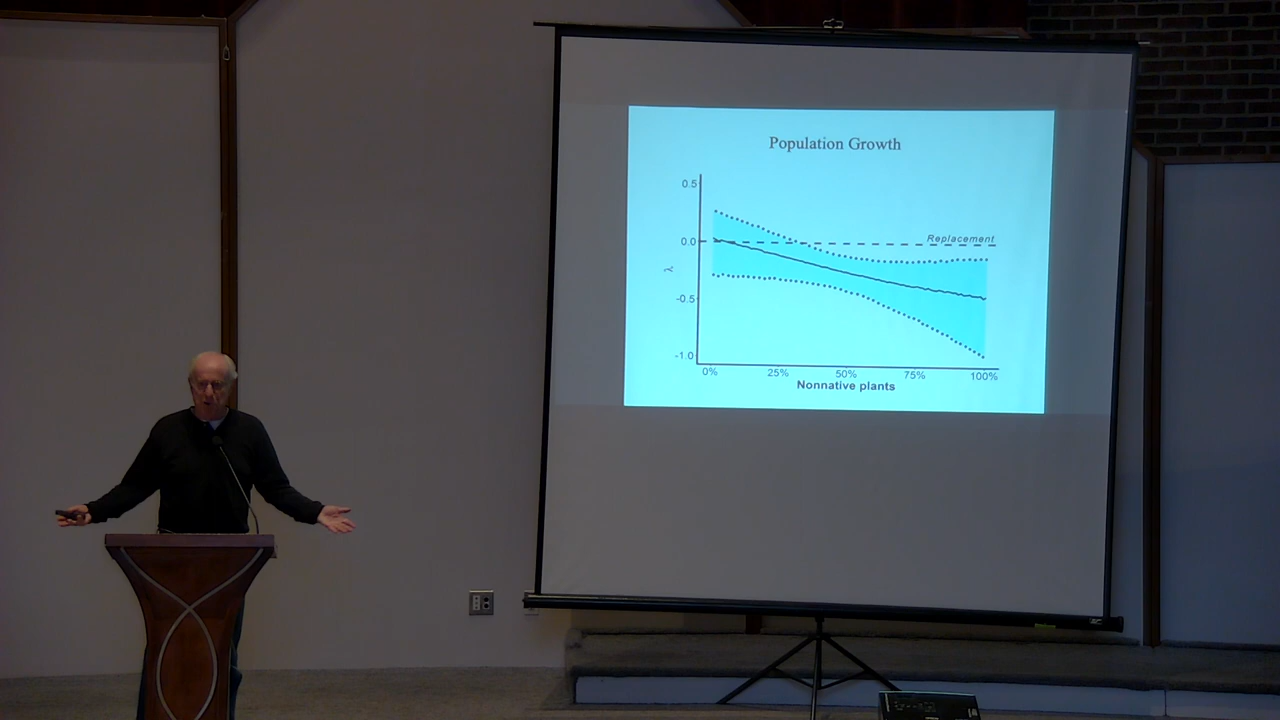 Population Growth
0.5
Replacement
0.0
λ
-0.5
-1.0
0% 25% 50% 75% 100%
Nonnative plants